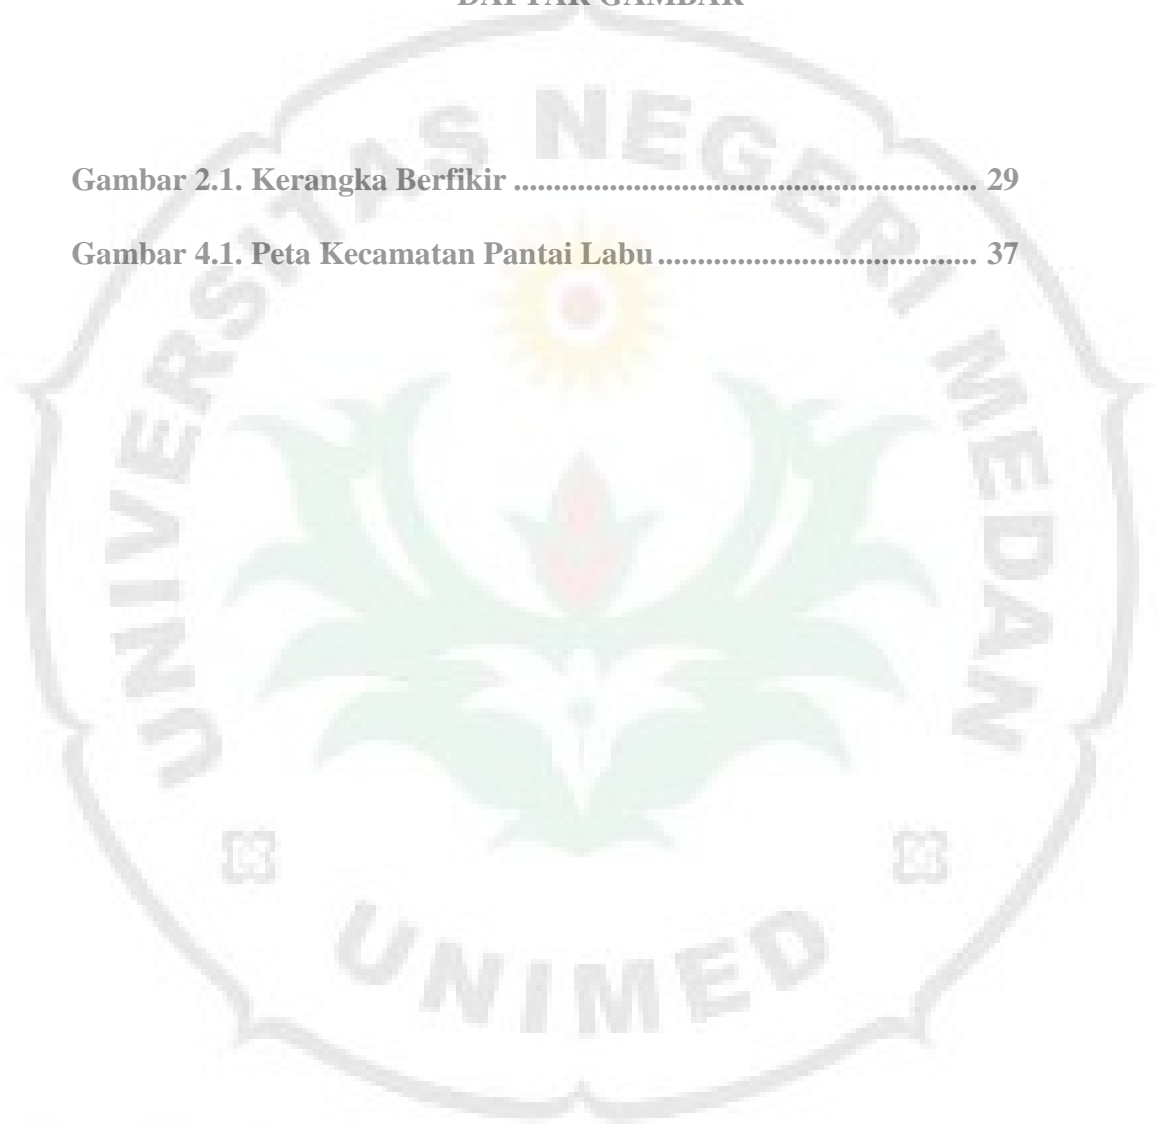 DAFTAR GAMBAR
Gambar 2.1. Kerangka Berfikir .......................................................... 29
Gambar 4.1. Peta Kecamatan Pantai Labu ........................................ 37
UNIVERSITAS NEGERI MEDAN
UNIMED